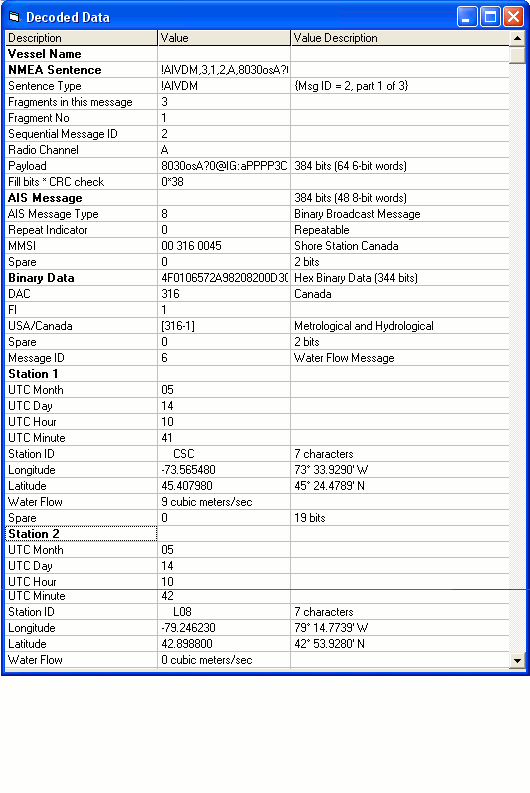 Decoded Data
Description Value Value Description
Vessel Name
NMEA Sentence !AIVDM,3,1,2,A,8030osA?
Sentence Type !AIVDM {Msg ID = 2, part 1 of 3}
Fragments in this message 3
Fragment No 1
Sequential Message ID 2
Radio Channel A
Payload 8030osA?0@IG:aPPPP3C 384 bits (64 6-bit words)
Fill bits * CRC check 0*38
AIS Message 384 bits (48 8-bit words)
AIS Message Type 8 Binary Broadcast Message
Repeat Indicator 0 Repeatable
MMSI 00 316 0045 Shore Station Canada
Spare 0 2 bits
Binary Data 4F0106572A98208200D30 Hex Binary Data (344 bits)
DAC 316 Canada
FI 1
USA/Canada [316-1] Metrological and Hydrological
Spare 0 2 bits
Message ID 6 Water Flow Message
Station 1
UTC Month 05
UTC Day 14
UTC Hour 10
UTC Minute 41
Station ID CSC 7 characters
Longitude -73.565480 73° 33.9290' W
Latitude 45.407980 45° 24.4789' N
Water Flow 9 cubic meters/sec
Spare 0 19 bits
Station 2
UTC Month 05
UTC Day 14
UTC Hour 10
UTC Minute 42
Station ID L08 7 characters
Longitude -79.246230 79° 14.7739' W
Latitude 42.898800 42° 53.9280' N
Water Flow 0 cubic meters/sec